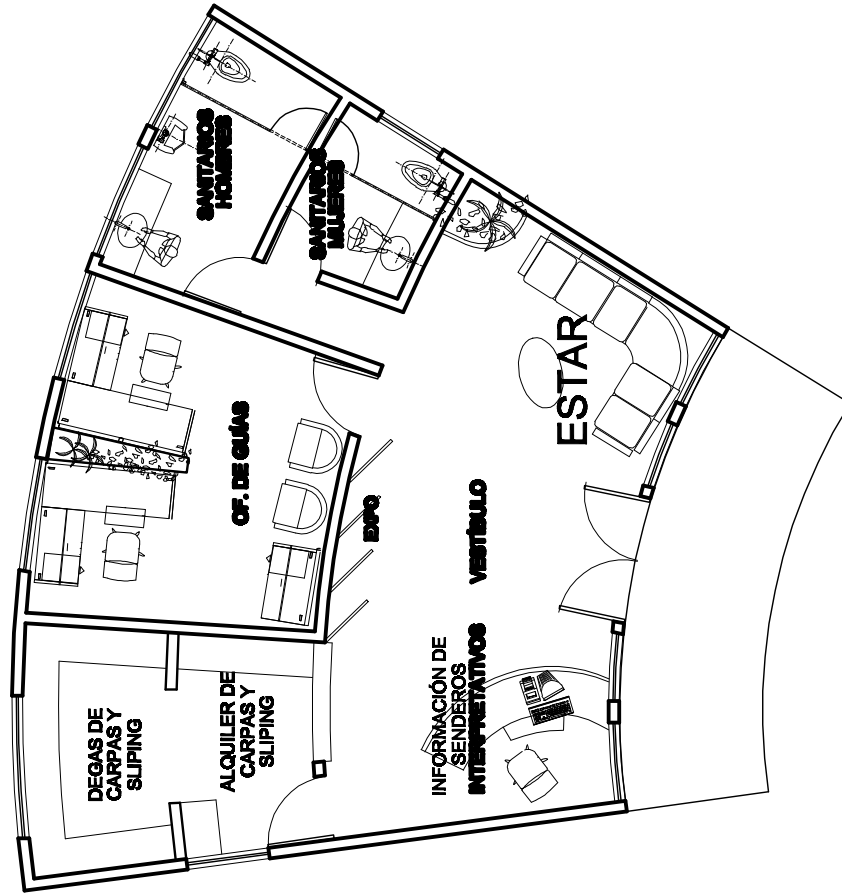 SANITARIOS
HOMBRES
SANITARIOS
MUJERES
ESTAR
OF. DE GUÍAS
EXPO.
VESTÍBULO
INFORMACIÓN DE
SENDEROS
INTERPRETATIVOS
ALQUILER DE
CARPAS Y
SLIPING
DEGAS DE
CARPAS Y
SLIPING